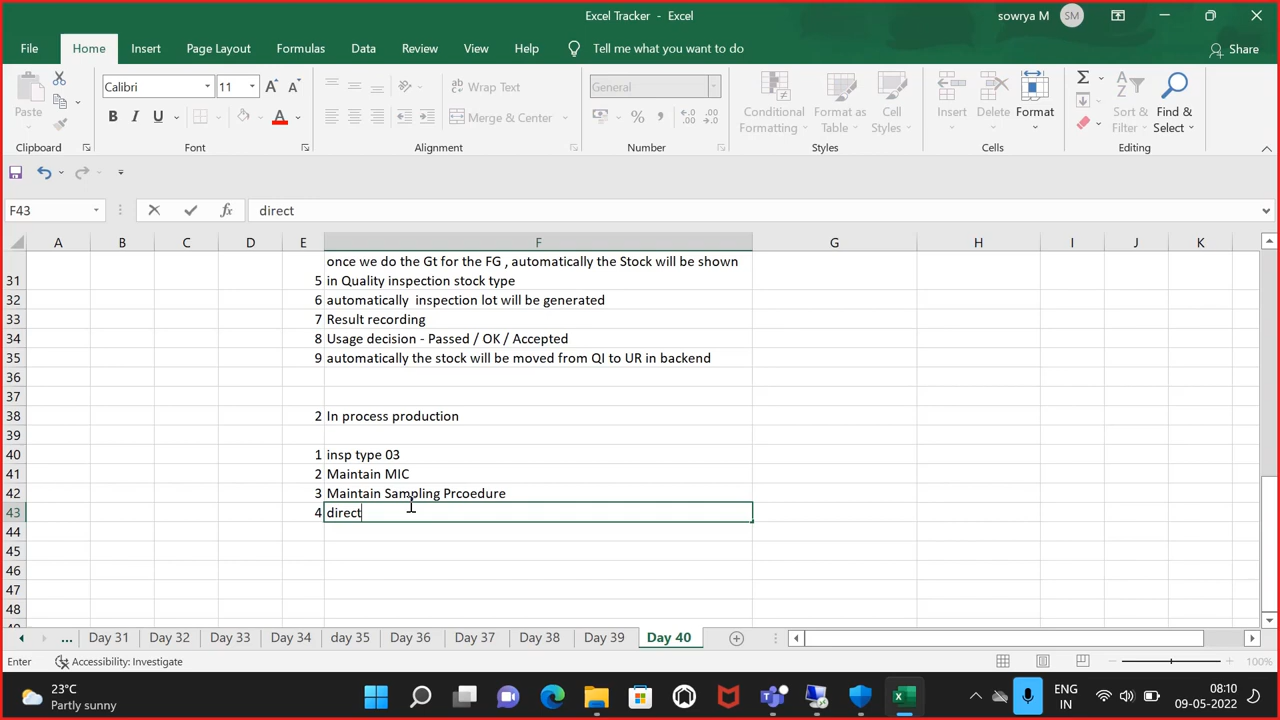 Excel Tracker - Excel
sowrya M
SM
File Home Insert Page Layout Formulas Data Review View Help Tell me what you want to do
Share
Paste
Calibri 11
B I U A
Wrap Text
Merge & Center
General
% ,
Conditional Formatting
Format as Table
Cell Styles
Insert Delete Format
Sort & Filter
Find & Select
Clipboard Font Alignment Number Styles Cells Editing
F43 fx direct
A B C D E F G H I J K
once we do the Gt for the FG , automatically the Stock will be shown
31 5 in Quality inspection stock type
32 6 automatically  inspection lot will be generated
33 7 Result recording
34 8 Usage decision - Passed / OK / Accepted
35 9 automatically the stock will be moved from QI to UR in backend
36
37
38 2 In process production
39
40 1 insp type 03
41 2 Maintain MIC
42 3 Maintain Sampling Prcoedure
43 4 direct
44
45
46
47
48
... Day 31 Day 32 Day 33 Day 34 day 35 Day 36 Day 37 Day 38 Day 39 Day 40
Enter Accessibility: Investigate 100%
23°C
Partly sunny
ENG
IN
08:10
09-05-2022